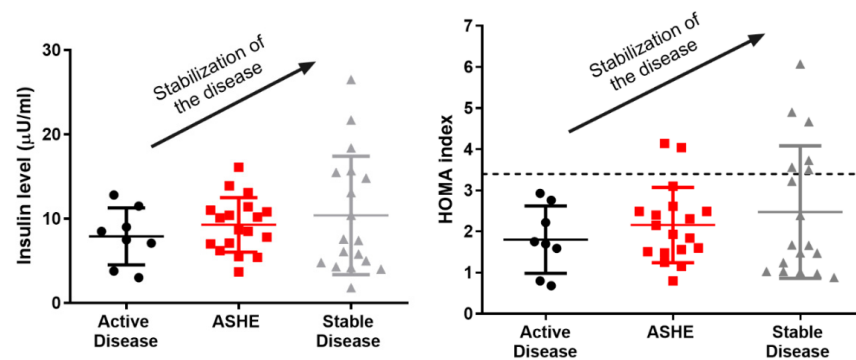 Insulin level (µU/ml)
30
20
10
0
Stabilization of
the disease
Active
Disease
ASHE
Stable
Disease
HOMA index
7
6
5
4
3
2
1
0
Stabilization of
the disease
Active
Disease
ASHE
Stable
Disease